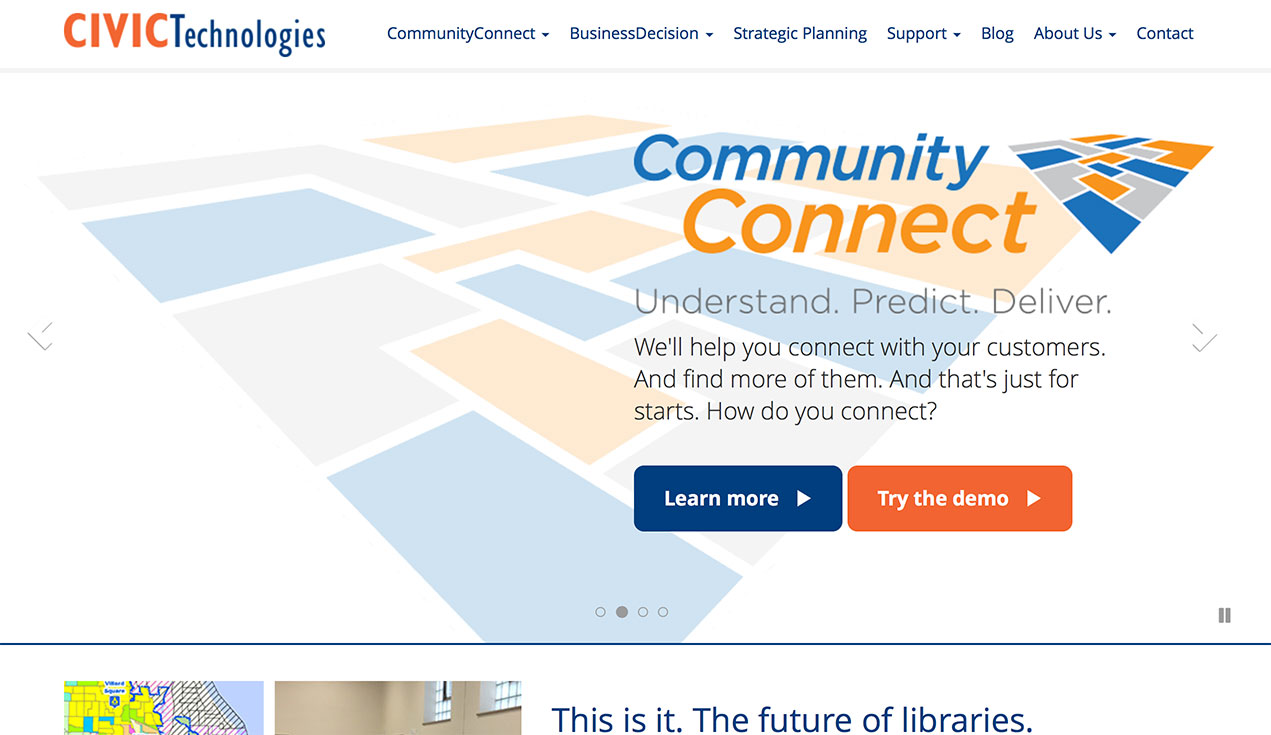 CIVICTechnologies
CommunityConnect BusinessDecision Strategic Planning Support Blog About Us Contact
Community
Connect
Understand. Predict. Deliver.
We'll help you connect with your customers.
And find more of them. And that's just for
starts. How do you connect?
Learn more Try the demo
Villard
Square
This is it. The future of libraries.